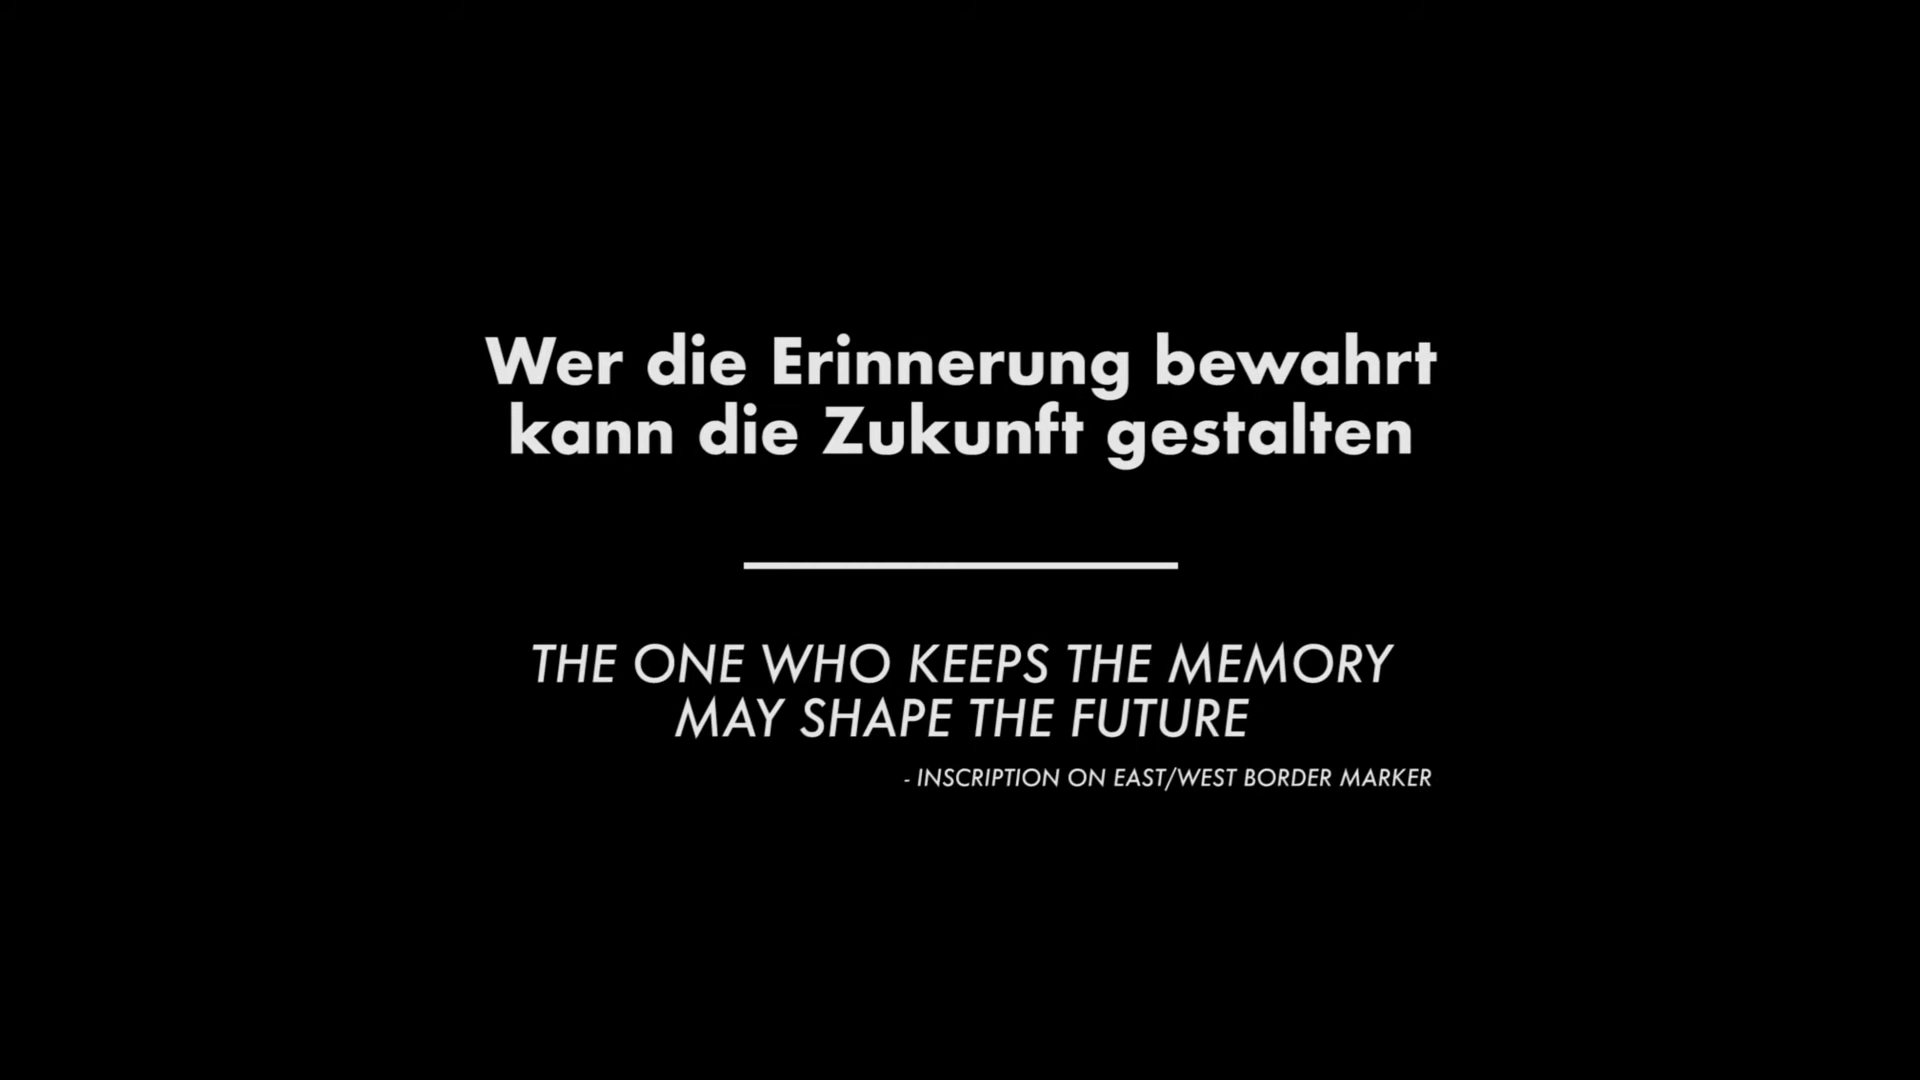 Wer die Erinnerung bewahrt
kann die Zukunft gestalten
THE ONE WHO KEEPS THE MEMORY
MAY SHAPE THE FUTURE
- INSCRIPTION ON EAST/WEST BORDER MARKER